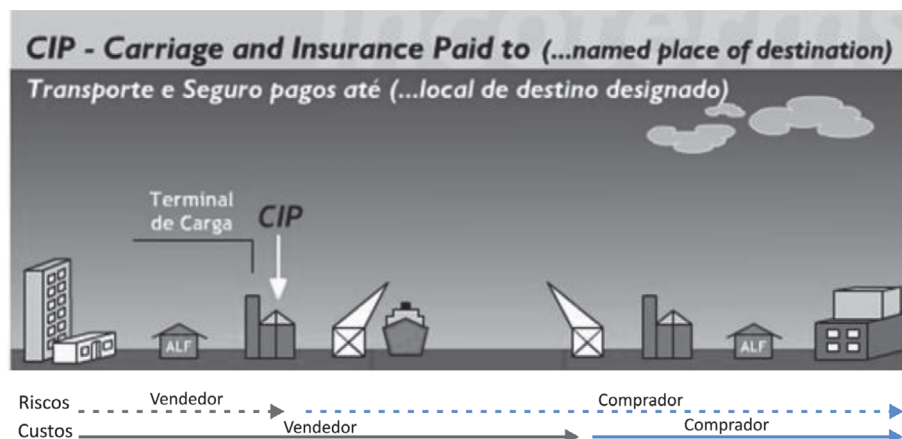 incoterms
CIP - Carriage and Insurance Paid to (...named place of destination)
Transporte e Seguro pagos até (...local de destino designado)
Terminal
de Carga
CIP
ALF
ALF
Riscos Vendedor Comprador
Custos Vendedor Comprador